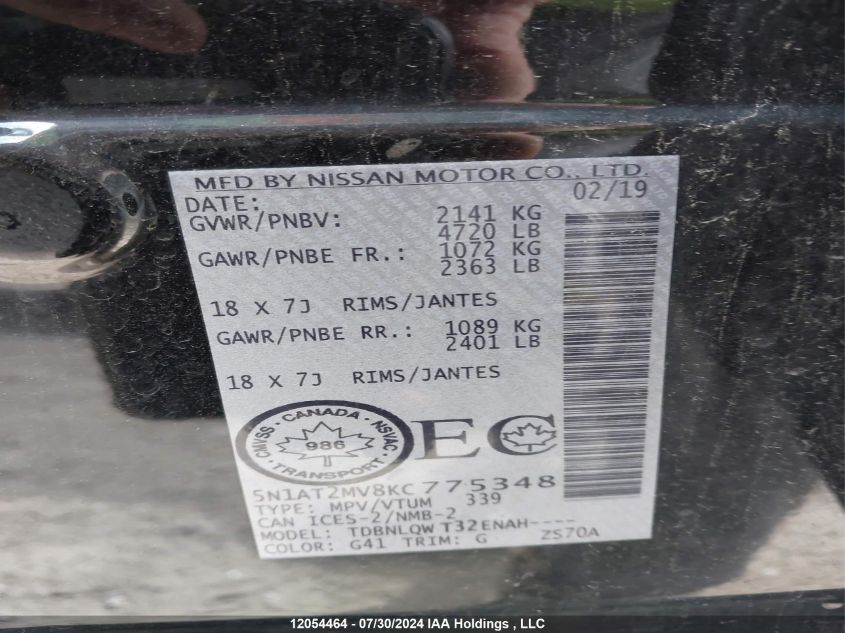 MFD BY NISSAN MOTOR CO., LTD.
DATE: 02/19
GVWR/PNBV: 2141 KG
4720 LB
GAWR/PNBE FR.: 1072 KG
2363 LB
18 X 7J RIMS/JANTES
GAWR/PNBE RR.: 1089 KG
2401 LB
18 X 7J RIMS/JANTES
CANADA
CMVSS NSVAC
986
TRANSPORT
EC
5N1AT2MV8KC775348
TYPE: MPV/VTUM 339
CAN ICES-2/NMB-2
MODEL: TDBNLQW T32ENAH----
COLOR: G41 TRIM: G ZS70A
12054464 - 07/30/2024 IAA Holdings, LLC